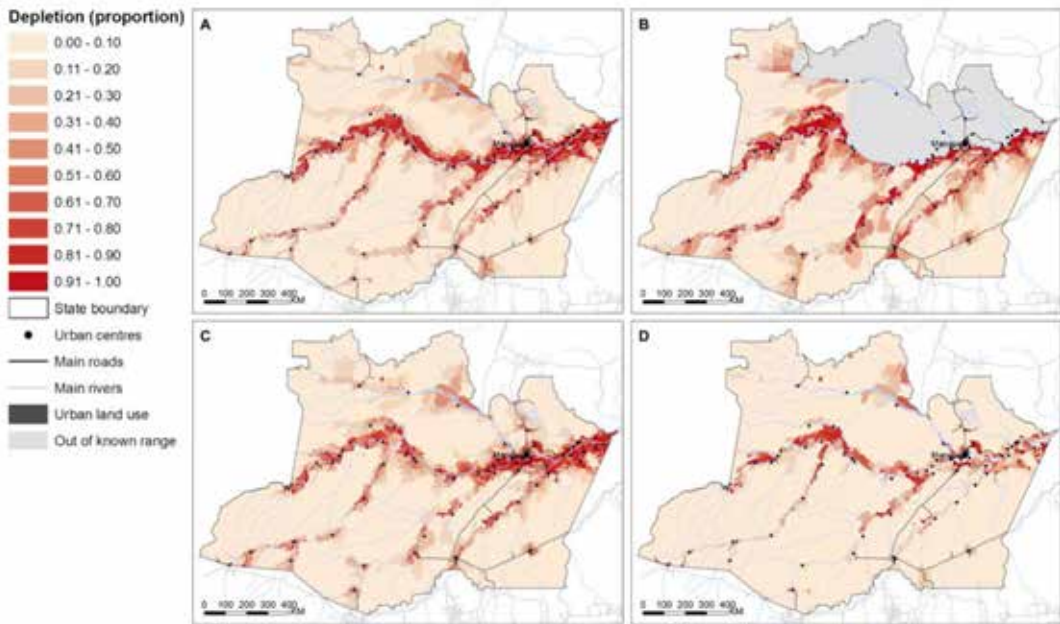 Depletion (proportion)
0.00 - 0.10
0.11 - 0.20
0.21 - 0.30
0.31 - 0.40
0.41 - 0.50
0.51 - 0.60
0.61 - 0.70
0.71 - 0.80
0.81 - 0.90
0.91 - 1.00
State boundary
Urban centres
Main roads
Main rivers
Urban land use
Out of known range
A
0 100 200 300 400
KM
B
0 100 200 300 400
KM
C
0 100 200 300 400
KM
D
0 100 200 300 400
KM